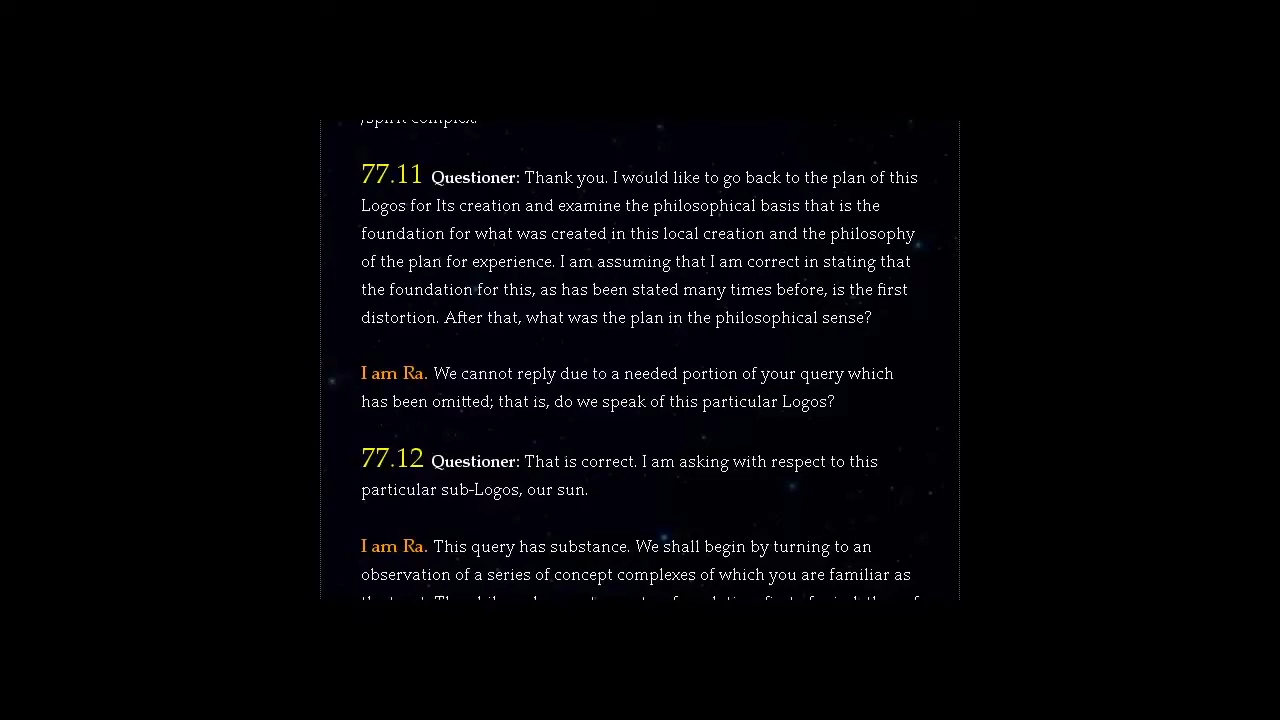 /spirit complex.
77.11 Questioner: Thank you. I would like to go back to the plan of this
Logos for Its creation and examine the philosophical basis that is the
foundation for what was created in this local creation and the philosophy
of the plan for experience. I am assuming that I am correct in stating that
the foundation for this, as has been stated many times before, is the first
distortion. After that, what was the plan in the philosophical sense?
I am Ra. We cannot reply due to a needed portion of your query which
has been omitted; that is, do we speak of this particular Logos?
77.12 Questioner: That is correct. I am asking with respect to this
particular sub-Logos, our sun.
I am Ra. This query has substance. We shall begin by turning to an
observation of a series of concept complexes of which you are familiar as